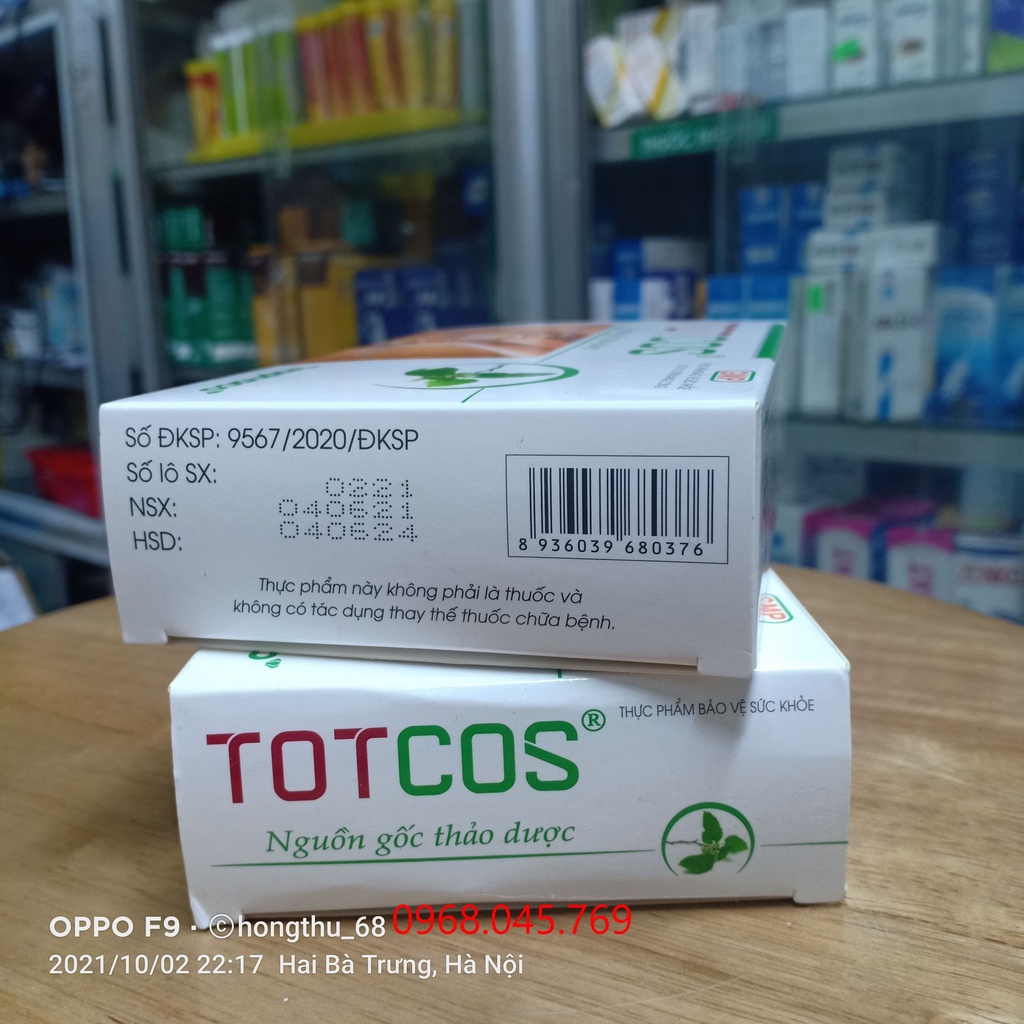 GMP
Số ĐKSP: 9567/2020/ĐKSP
Số lô SX: 0221
NSX: 040621
HSD: 040624
8 936039 680376
Thực phẩm này không phải là thuốc và
không có tác dụng thay thế thuốc chữa bệnh.
GMP
THỰC PHẨM BẢO VỆ SỨC KHỎE
TOTCOS®
Nguồn gốc thảo dược
OPPO F9 · ©hongthu_68 0968.045.769
2021/10/02 22:17 Hai Bà Trưng, Hà Nội